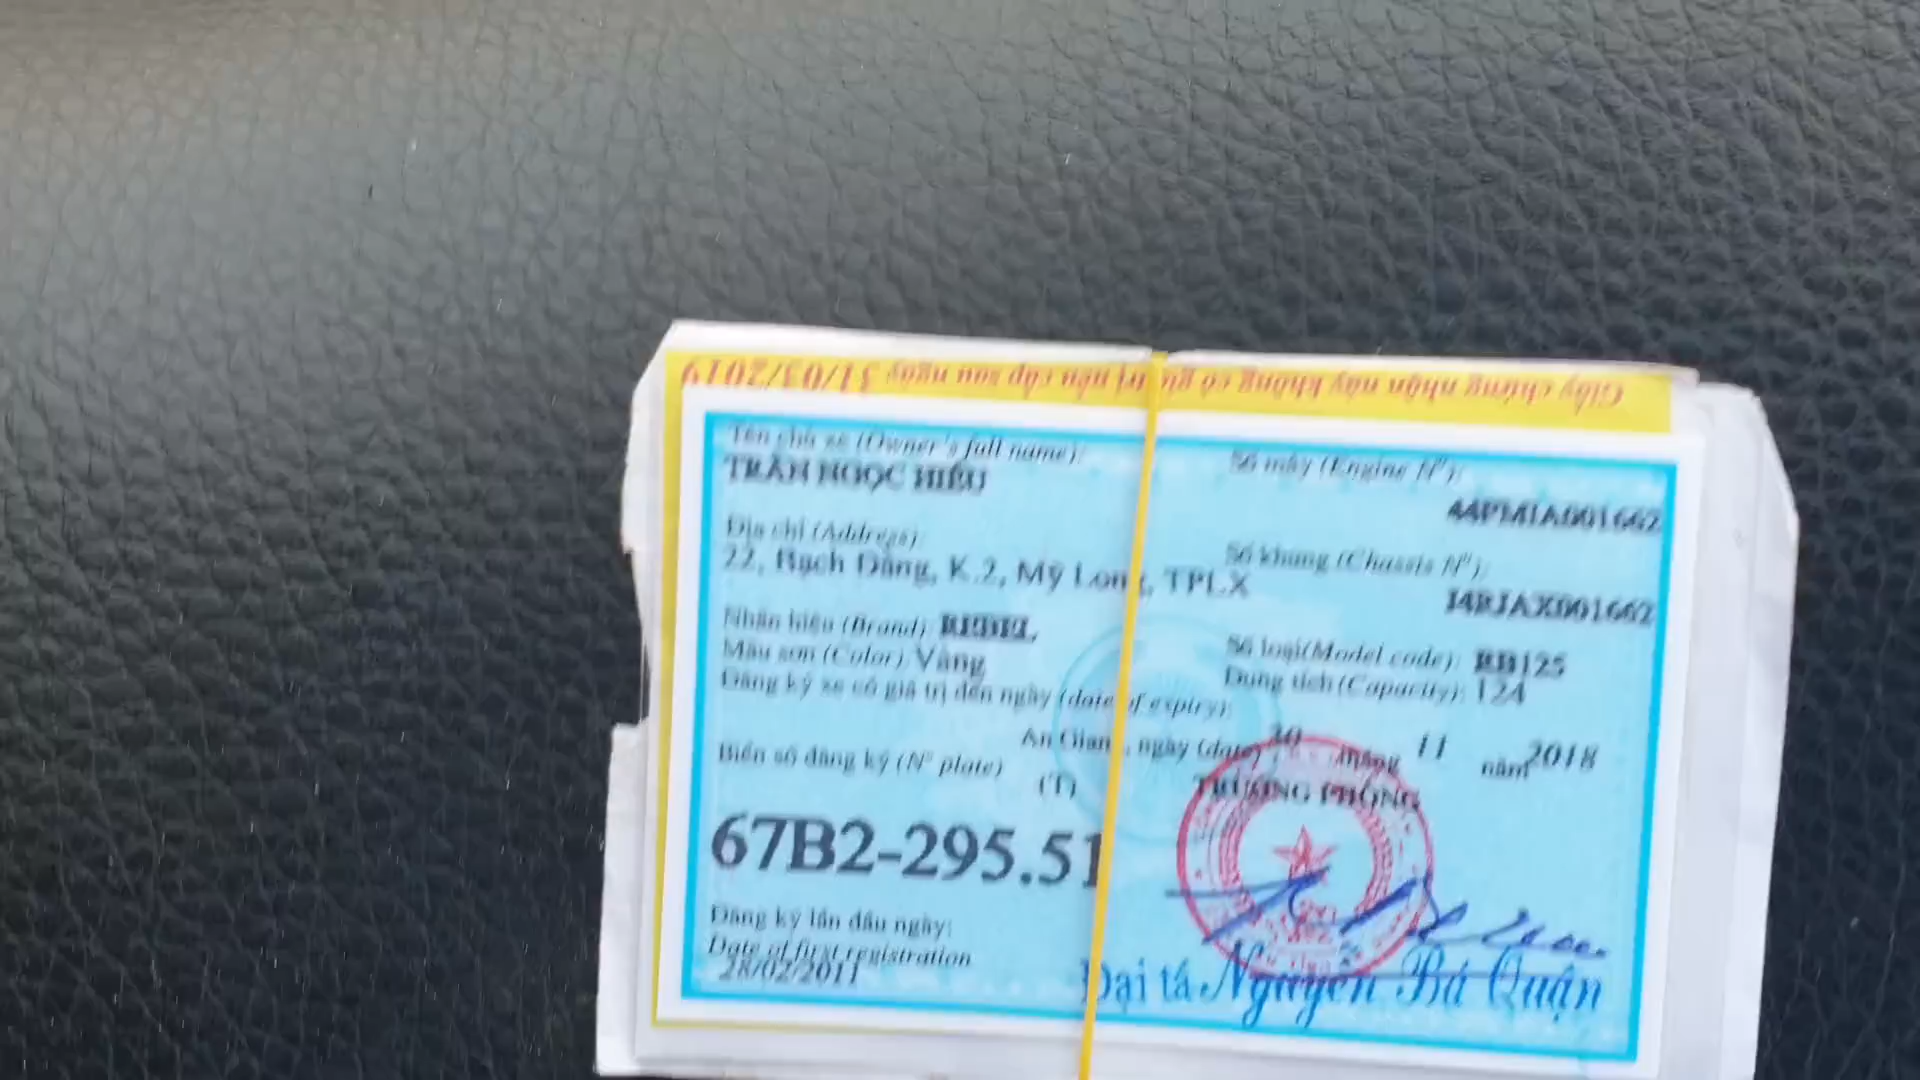 Giấy chứng nhận này không có giá trị nếu cấp sau ngày 31/03/2019
Tên chủ xe (Owner's full name):
TRẦN NGỌC HIẾU
Số máy (Engine N°):
44PMIA001662
Địa chỉ (Address):
22, Bạch Đằng, K.2, Mỹ Long, TPLX
Số khung (Chassis N°):
J4RJAX001662
Nhãn hiệu (Brand): REBEL
Số loại(Model code): RB125
Màu sơn (Color) Vàng
Dung tích(Capacity): 124
Đăng ký xe có giá trị đến ngày (date of expiry):
An Giang, ngày (date) 30 tháng 11 năm 2018
Biển số đăng ký (N° plate)
(T)
TRƯỞNG PHÒNG
67B2-295.51
Đăng ký lần đầu ngày:
Date of first registration
28/02/2011
Đại tá Nguyễn Bá Quận